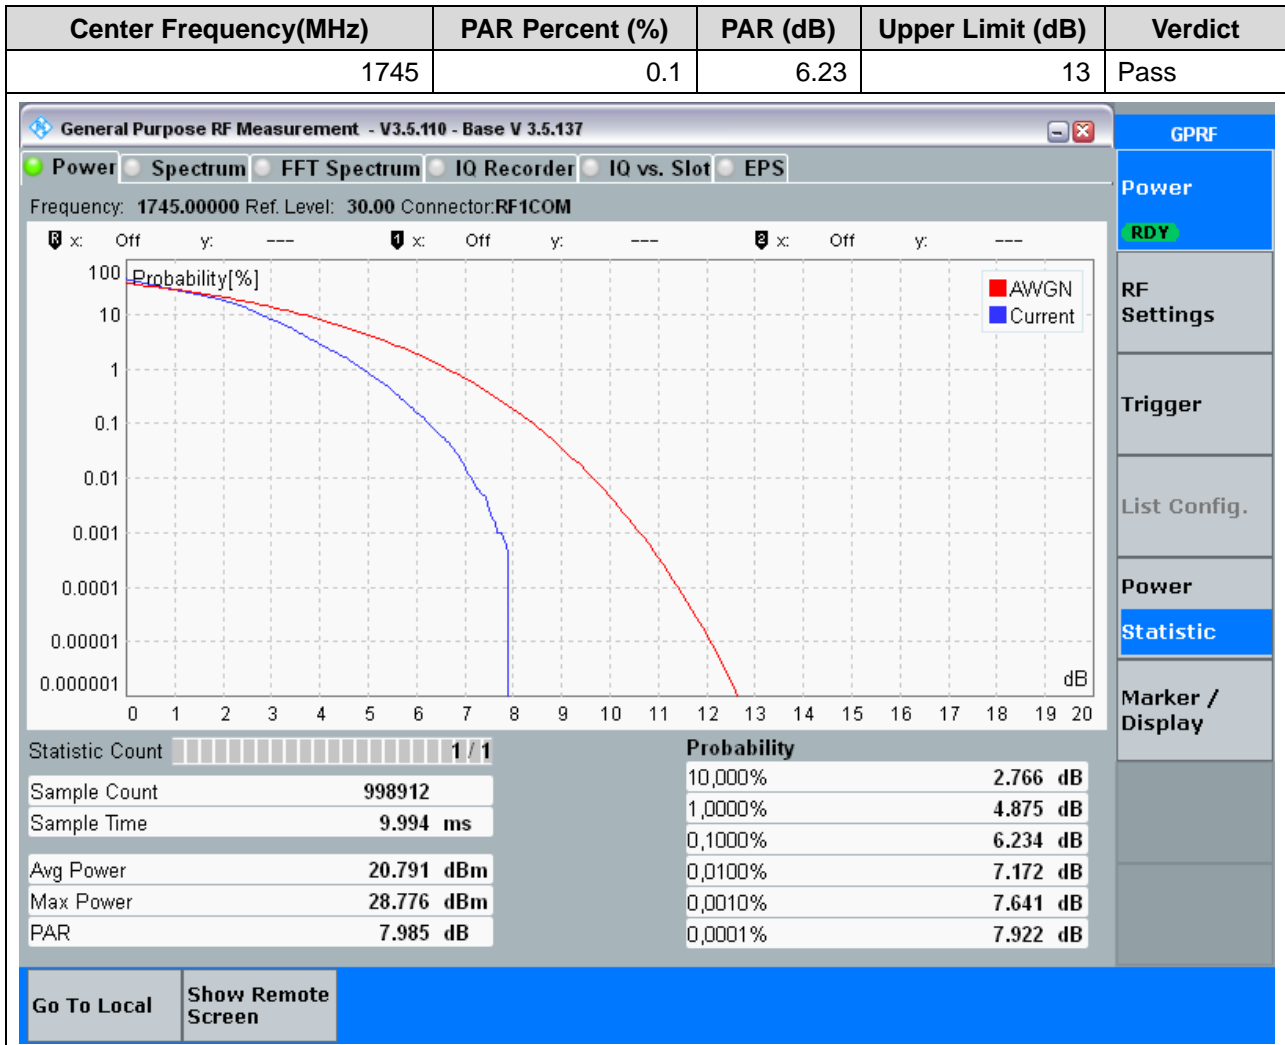 Center Frequency(MHz) PAR Percent (%) PAR (dB) Upper Limit (dB) Verdict
1745 0.1 6.23 13 Pass
General Purpose RF Measurement - V3.5.110 - Base V 3.5.137
GPRF
Power Spectrum FFT Spectrum IQ Recorder IQ vs. Slot EPS
Frequency: 1745.00000 Ref. Level: 30.00 Connector:RF1COM
R x: Off y: --- 1 x: Off y: --- 2 x: Off y: ---
Probability[%]
AWGN
Current
100
10
1
0.1
0.01
0.001
0.0001
0.00001
0.000001
dB
0 1 2 3 4 5 6 7 8 9 10 11 12 13 14 15 16 17 18 19 20
Statistic Count 1 / 1
Sample Count 998912
Sample Time 9.994 ms
Avg Power 20.791 dBm
Max Power 28.776 dBm
PAR 7.985 dB
Probability
10,000% 2.766 dB
1,0000% 4.875 dB
0,1000% 6.234 dB
0,0100% 7.172 dB
0,0010% 7.641 dB
0,0001% 7.922 dB
Power
RDY
RF
Settings
Trigger
List Config.
Power
Statistic
Marker /
Display
Go To Local
Show Remote
Screen